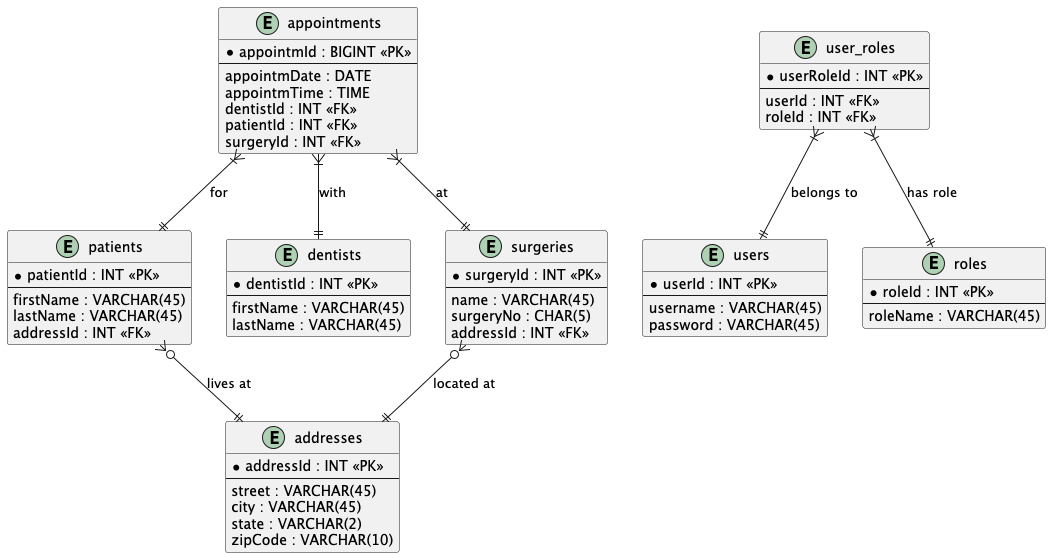 E appointments
* appointmId : BIGINT «PK»
appointmDate : DATE
appointmTime : TIME
dentistId : INT «FK»
patientId : INT «FK»
surgeryId : INT «FK»
for
with
at
E patients
* patientId : INT «PK»
firstName : VARCHAR(45)
lastName : VARCHAR(45)
addressId : INT «FK»
E dentists
* dentistId : INT «PK»
firstName : VARCHAR(45)
lastName : VARCHAR(45)
E surgeries
* surgeryId : INT «PK»
name : VARCHAR(45)
surgeryNo : CHAR(5)
addressId : INT «FK»
lives at
located at
E addresses
* addressId : INT «PK»
street : VARCHAR(45)
city : VARCHAR(45)
state : VARCHAR(2)
zipCode : VARCHAR(10)
E user_roles
* userRoleId : INT «PK»
userId : INT «FK»
roleId : INT «FK»
belongs to
has role
E users
* userId : INT «PK»
username : VARCHAR(45)
password : VARCHAR(45)
E roles
* roleId : INT «PK»
roleName : VARCHAR(45)